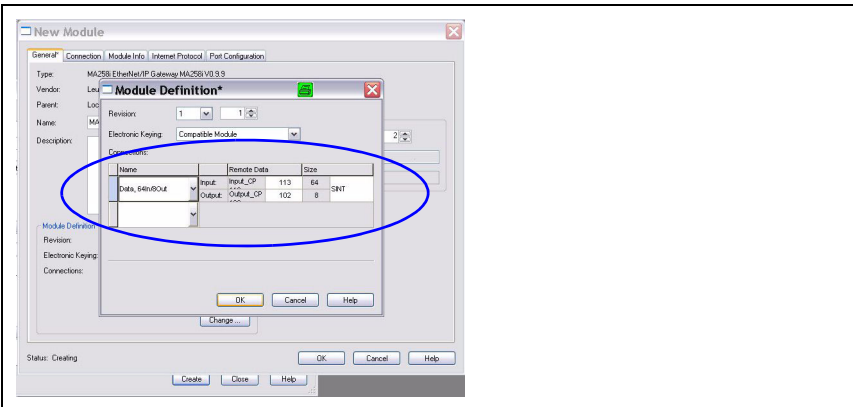 New Module
General* Connection Module Info Internet Protocol Port Configuration
Type: MA258i EtherNet/IP Gateway MA258i V0.9.9
Vendor: Leu
Parent: Loc
Name: MA
Description:
2
Module Definition*
Revision: 1 1
Electronic Keying: Compatible Module
Connections:
Name Remote Data Size
Data, 64In/8Out Input: Input_CP 113 64 SINT
Output: Output_CP 102 8
OK Cancel Help
Module Definition
Revision:
Electronic Keying:
Connections:
Change ...
Status: Creating OK Cancel Help
Create Close Help